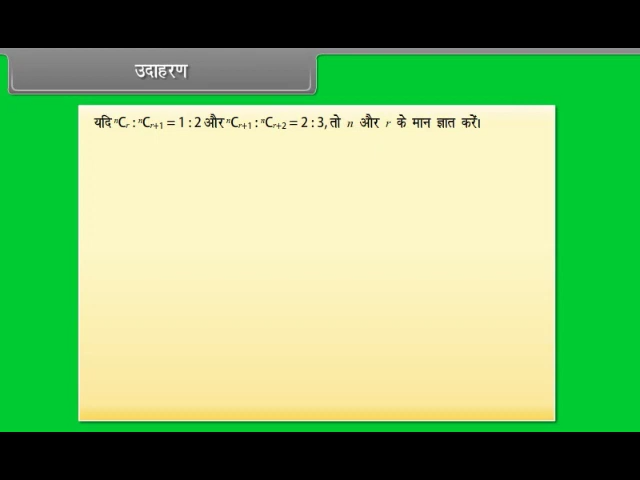 उदाहरण
यदि ⁿCᵣ : ⁿCᵣ₊₁ = 1 : 2 और ⁿCᵣ₊₁ : ⁿCᵣ₊₂ = 2 : 3, तो n और r के मान ज्ञात करें।